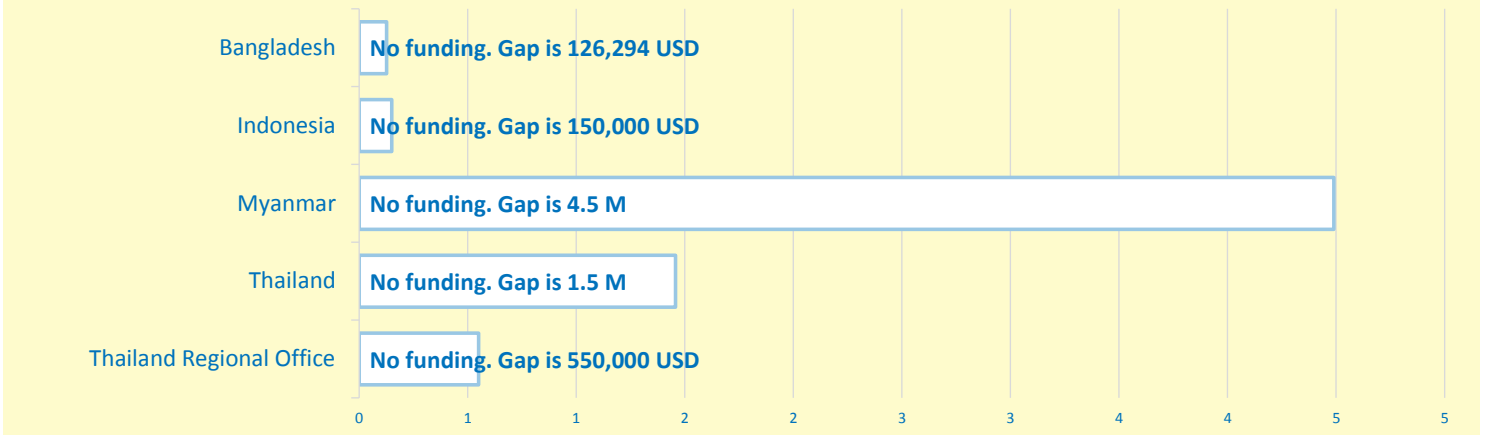 Bangladesh No funding. Gap is 126,294 USD
Indonesia No funding. Gap is 150,000 USD
Myanmar No funding. Gap is 4.5 M
Thailand No funding. Gap is 1.5 M
Thailand Regional Office No funding. Gap is 550,000 USD
0 1 1 2 2 3 3 4 4 5 5